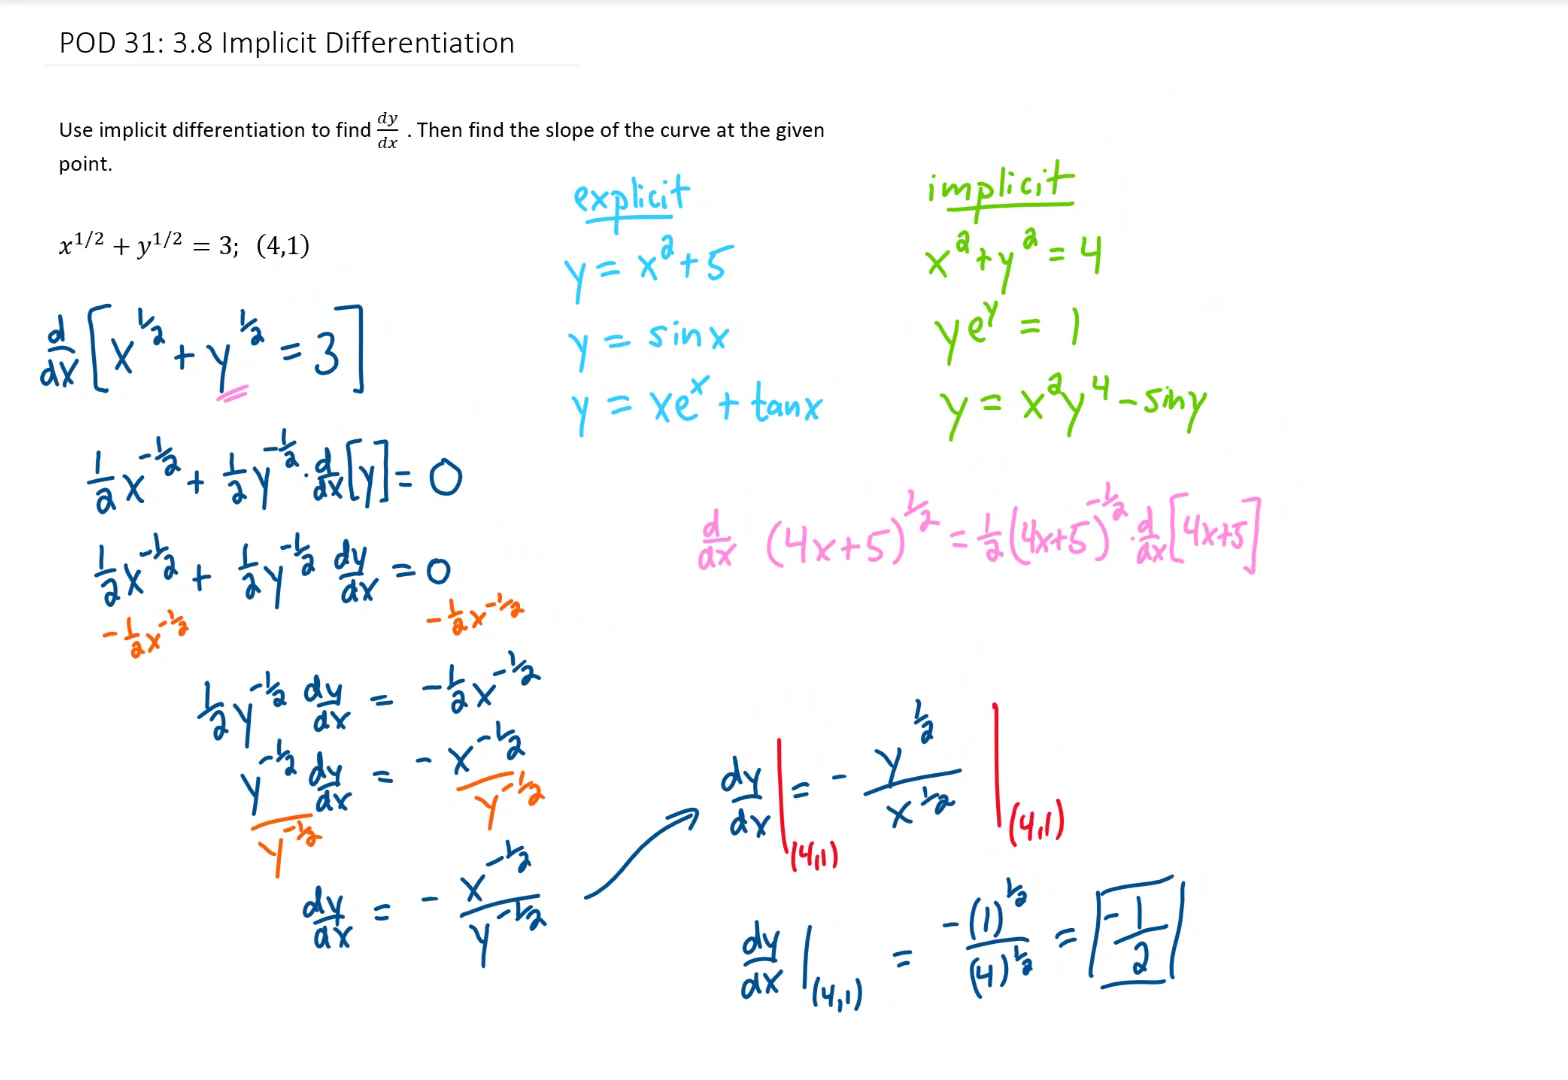 POD 31: 3.8 Implicit Differentiation
Use implicit differentiation to find dy/dx . Then find the slope of the curve at the given
point.
x^{1/2} + y^{1/2} = 3; (4,1)
d/dx [x^{1/2} + y^{1/2} = 3]
1/2 x^{-1/2} + 1/2 y^{-1/2} · d/dx[y] = 0
1/2 x^{-1/2} + 1/2 y^{-1/2} dy/dx = 0
-1/2 x^{-1/2} -1/2 x^{-1/2}
1/2 y^{-1/2} dy/dx = -1/2 x^{-1/2}
y^{-1/2} dy/dx / y^{-1/2} = -x^{-1/2} / y^{-1/2}
dy/dx = - x^{-1/2} / y^{-1/2}
explicit
y = x^2 + 5
y = sin x
y = xe^x + tan x
implicit
x^2 + y^2 = 4
ye^y = 1
y = x^2y^4 - sin y
d/dx (4x+5)^{1/2} = 1/2 (4x+5)^{-1/2} · d/dx [4x+5]
dy/dx |(4,1) = - y^{1/2} / x^{1/2} |(4,1)
dy/dx |(4,1) = -(1)^{1/2} / (4)^{1/2} = -1/2